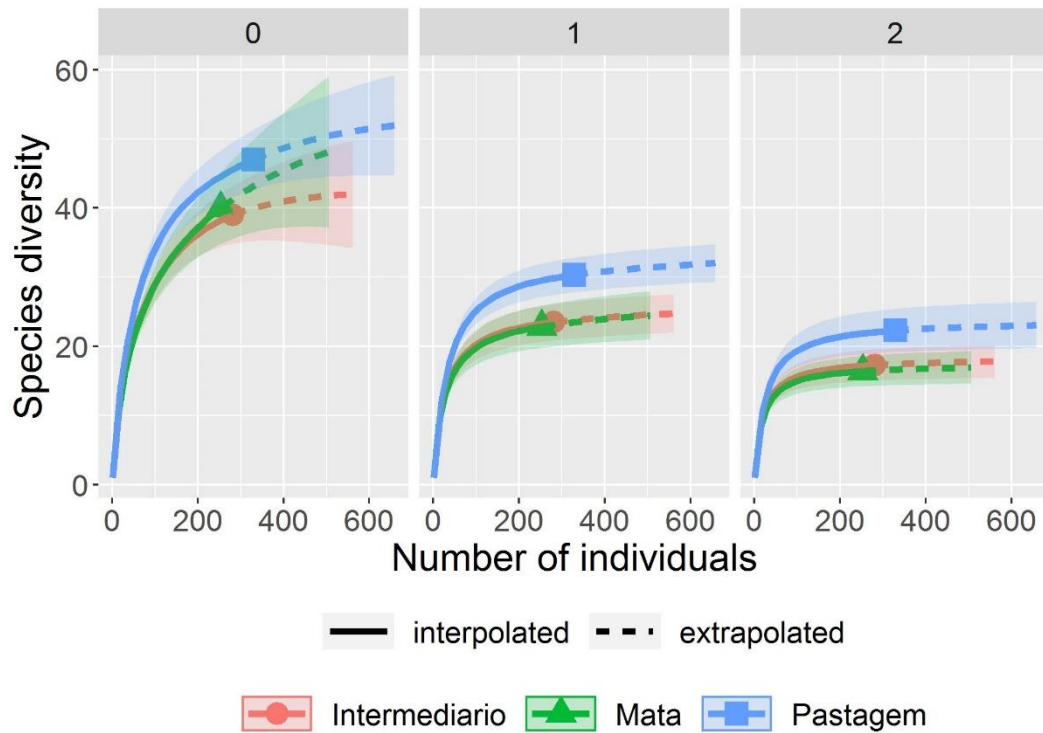 0 1 2
60
40
20
0
Species diversity
0 200 400 600 0 200 400 600 0 200 400 600
Number of individuals
interpolated extrapolated
Intermediario Mata Pastagem